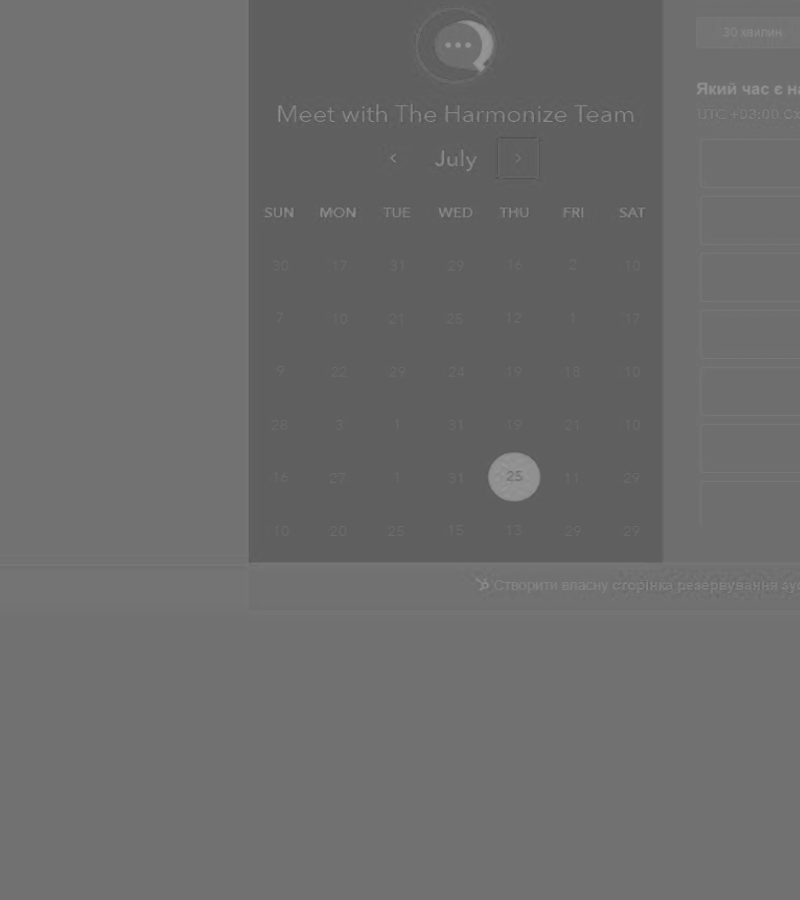 30 хвилин
Який час є на
UTC +03:00 Сх
Meet with The Harmonize Team
July
SUN MON TUE WED THU FRI SAT
30 17 31 29 16 2 10
7 10 21 25 12 1 17
9 22 29 24 19 18 10
28 3 1 31 19 21 10
16 27 1 31 25 11 29
10 20 25 15 13 29 29
Створити власну сторінка резервування зус